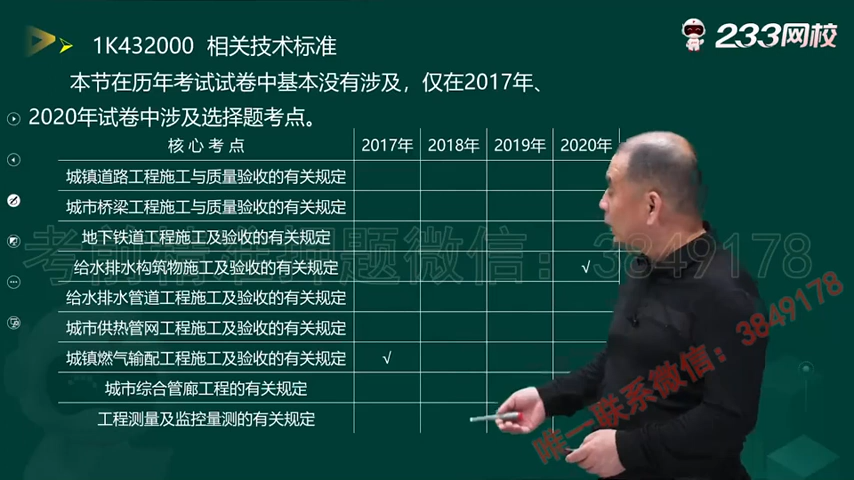 1K432000 相关技术标准
233网校
本节在历年考试试卷中基本没有涉及，仅在2017年、
2020年试卷中涉及选择题考点。
核心考点 2017年 2018年 2019年 2020年
城镇道路工程施工与质量验收的有关规定
城市桥梁工程施工与质量验收的有关规定
地下铁道工程施工及验收的有关规定
给水排水构筑物施工及验收的有关规定 √
给水排水管道工程施工及验收的有关规定
城市供热管网工程施工及验收的有关规定
城镇燃气输配工程施工及验收的有关规定 √
城市综合管廊工程的有关规定
工程测量及监控量测的有关规定
题微信：3849178
唯一联系微信：3849178